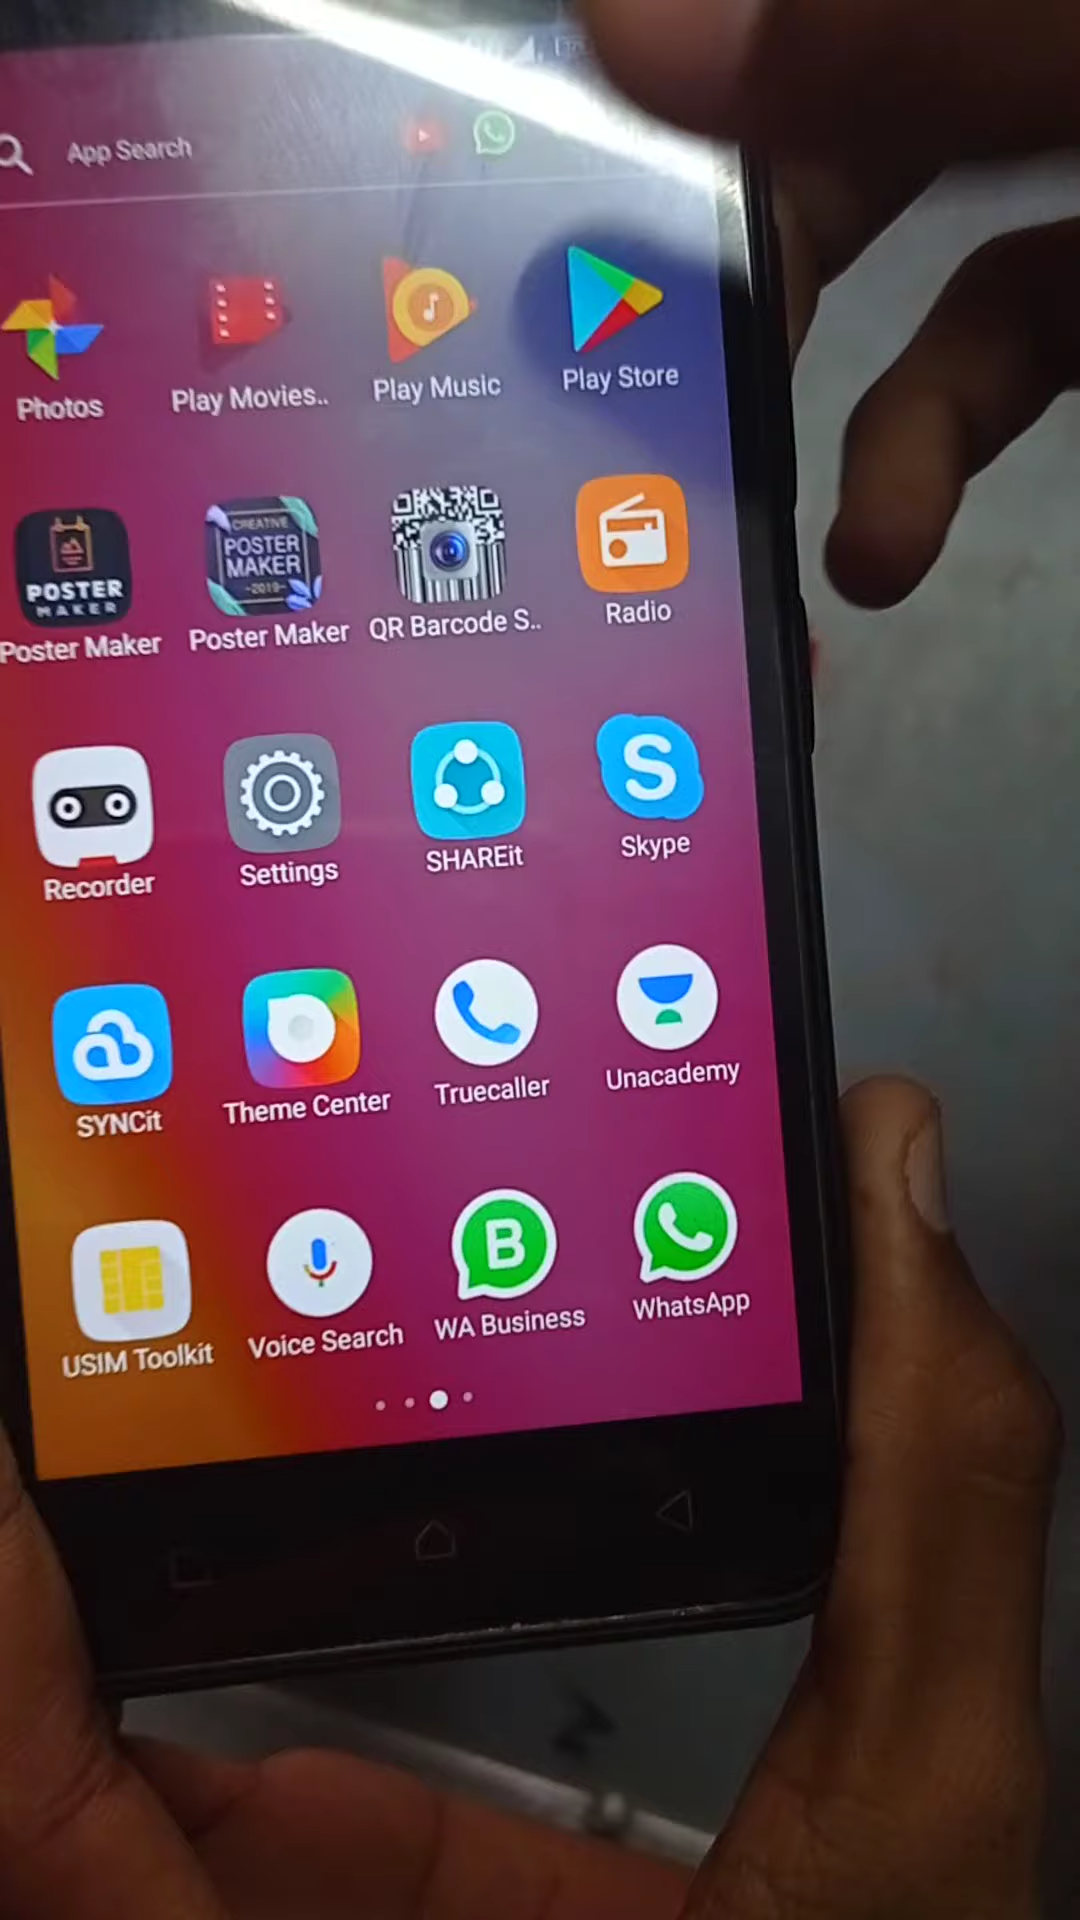 App Search
Photos
Play Movies..
Play Music
Play Store
POSTER
MAKER
CREATIVE
POSTER
MAKER
-2019-
Poster Maker
Poster Maker
QR Barcode S..
Radio
S
Recorder
Settings
SHAREit
Skype
SYNCit
Theme Center
Truecaller
Unacademy
B
USIM Toolkit
Voice Search
WA Business
WhatsApp